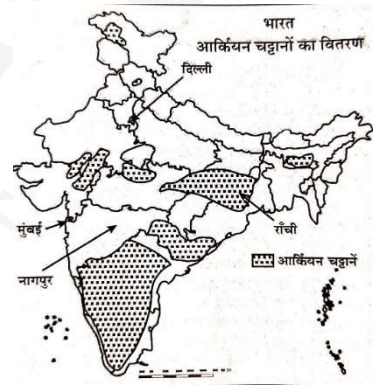 भारत
आर्कियन चट्टानों का वितरण
दिल्ली
मुंबई
राँची
नागपुर
आर्कियन चट्टानें